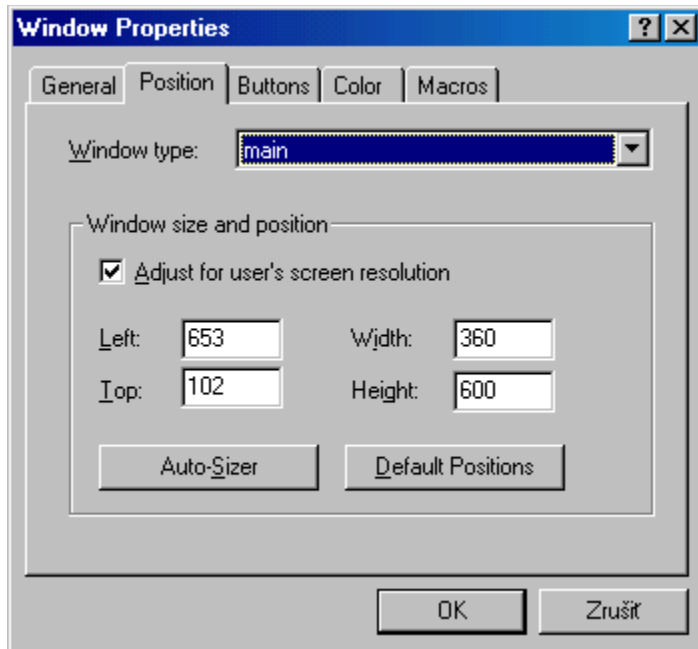 Window Properties
General Position Buttons Color Macros
Window type: main
Window size and position
Adjust for user's screen resolution
Left: 653 Width: 360
Top: 102 Height: 600
Auto-Sizer Default Positions
OK Zrušiť